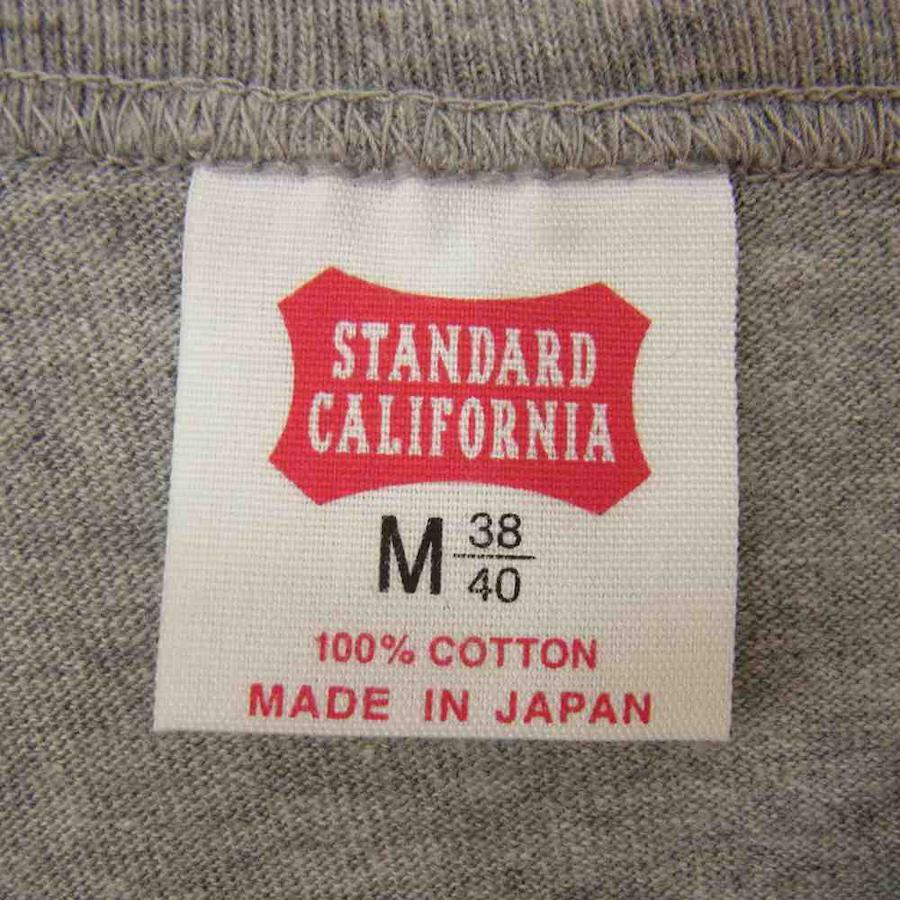 STANDARD
CALIFORNIA
M 38/40
100% COTTON
MADE IN JAPAN